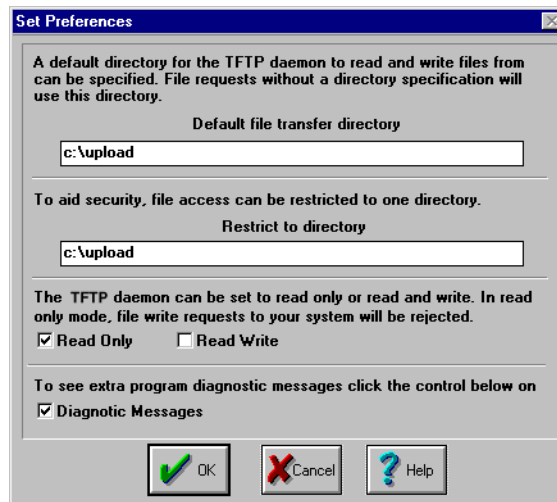 Set Preferences
A default directory for the TFTP daemon to read and write files from
can be specified. File requests without a directory specification will
use this directory.
Default file transfer directory
c:\upload
To aid security, file access can be restricted to one directory.
Restrict to directory
c:\upload
The TFTP daemon can be set to read only or read and write. In read
only mode, file write requests to your system will be rejected.
Read Only Read Write
To see extra program diagnostic messages click the control below on
Diagnotic Messages
OK Cancel Help